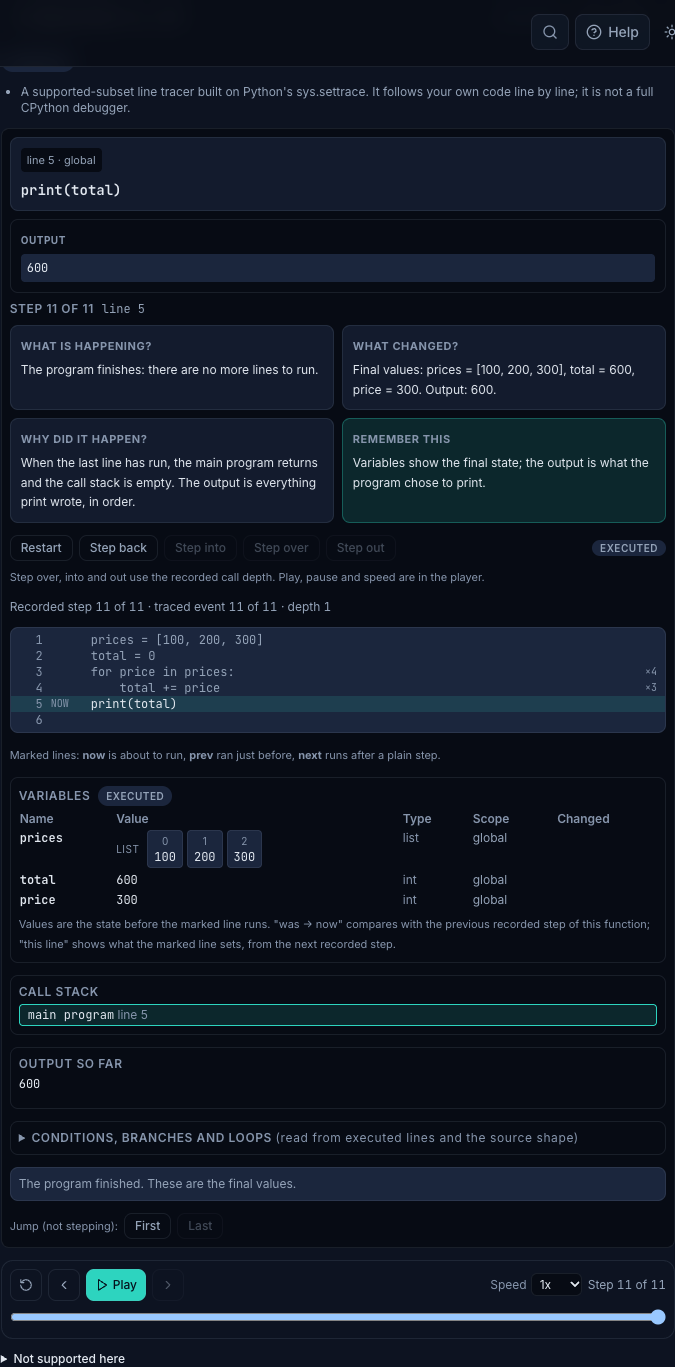 Help
• A supported-subset line tracer built on Python's sys.settrace. It follows your own code line by line; it is not a full
CPython debugger.
line 5 · global
print(total)
OUTPUT
600
STEP 11 OF 11 line 5
WHAT IS HAPPENING?
The program finishes: there are no more lines to run.
WHAT CHANGED?
Final values: prices = [100, 200, 300], total = 600,
price = 300. Output: 600.
WHY DID IT HAPPEN?
When the last line has run, the main program returns
and the call stack is empty. The output is everything
print wrote, in order.
REMEMBER THIS
Variables show the final state; the output is what the
program chose to print.
Restart Step back Step into Step over Step out EXECUTED
Step over, into and out use the recorded call depth. Play, pause and speed are in the player.
Recorded step 11 of 11 · traced event 11 of 11 · depth 1
1 prices = [100, 200, 300]
2 total = 0
3 for price in prices: ×4
4 total += price ×3
5 NOW print(total)
6
Marked lines: now is about to run, prev ran just before, next runs after a plain step.
VARIABLES EXECUTED
Name Value Type Scope Changed
prices LIST 0 1 2 list global
100 200 300
total 600 int global
price 300 int global
Values are the state before the marked line runs. "was → now" compares with the previous recorded step of this function;
"this line" shows what the marked line sets, from the next recorded step.
CALL STACK
main program line 5
OUTPUT SO FAR
600
▶ CONDITIONS, BRANCHES AND LOOPS (read from executed lines and the source shape)
The program finished. These are the final values.
Jump (not stepping): First Last
Play Speed 1x Step 11 of 11
▶ Not supported here